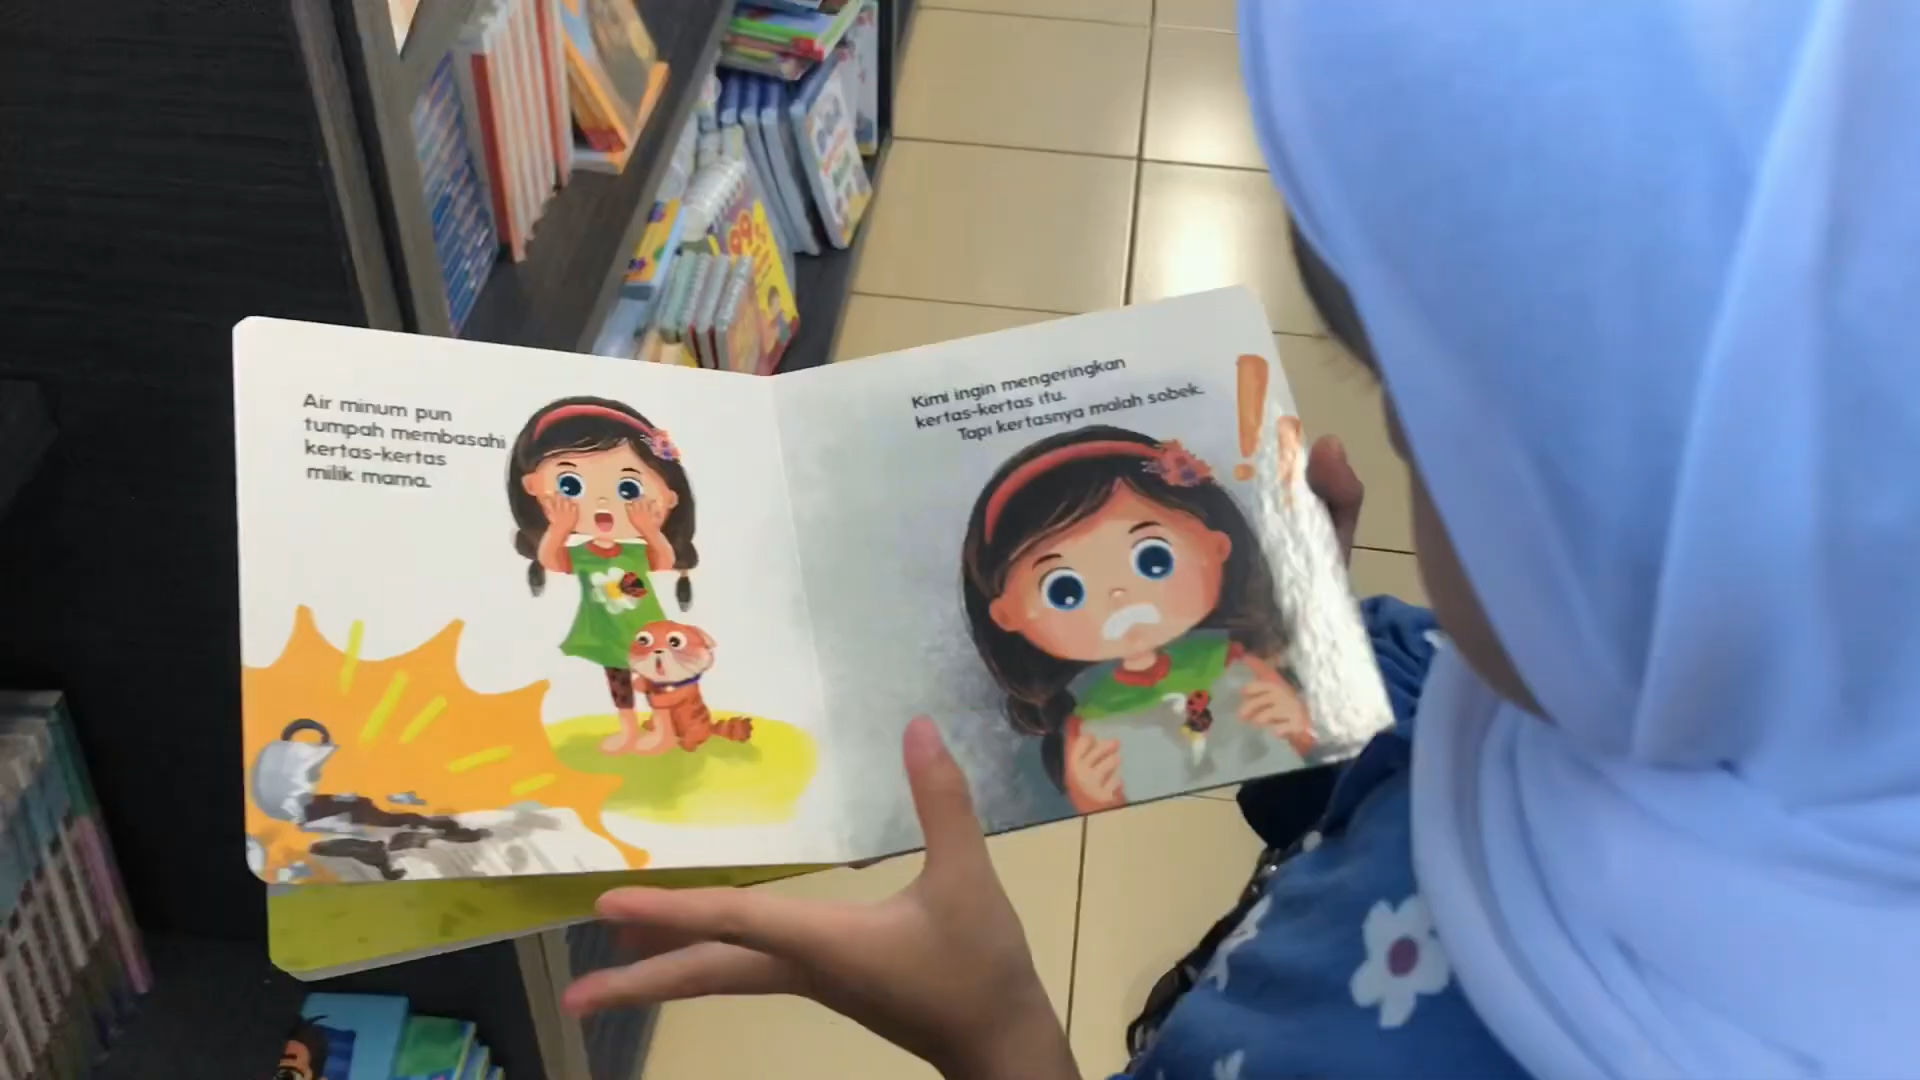 Air minum pun
tumpah membasahi
kertas-kertas
milik mama.
Kimi ingin mengeringkan
kertas-kertas itu.
Tapi kertasnya malah sobek.
!
99